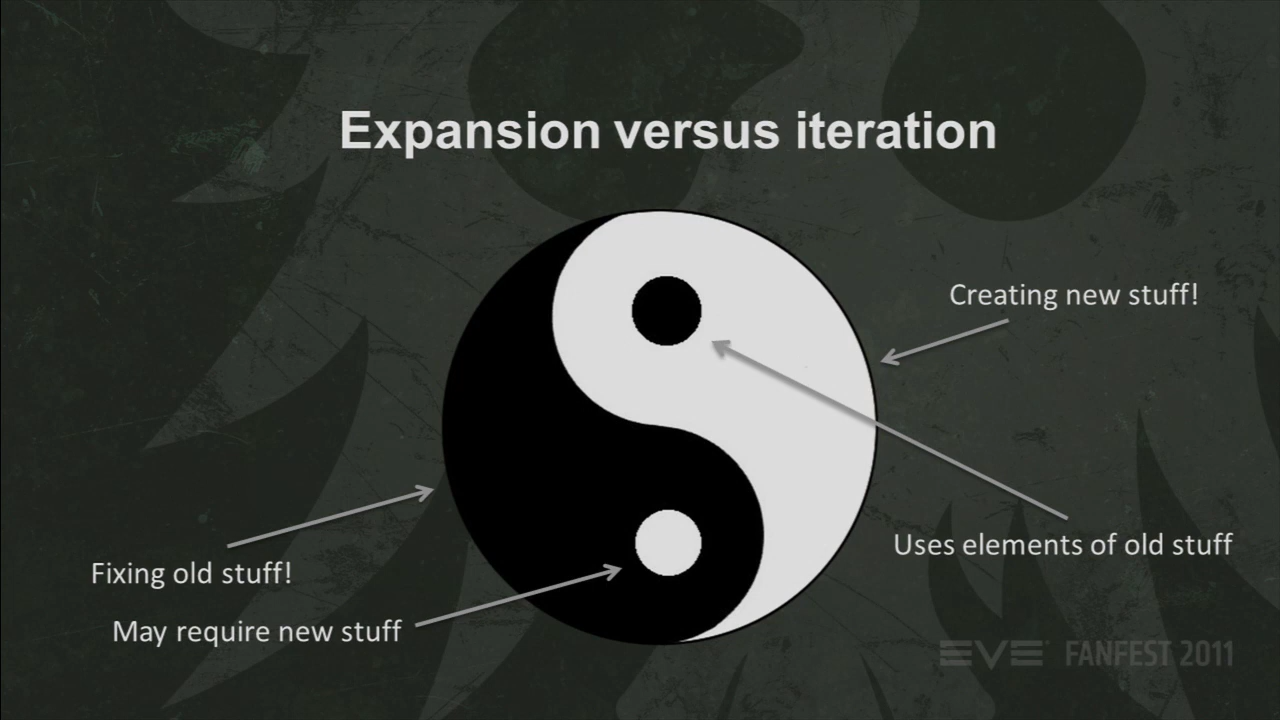 Expansion versus iteration
Creating new stuff!
Uses elements of old stuff
Fixing old stuff!
May require new stuff
EVE FANFEST 2011